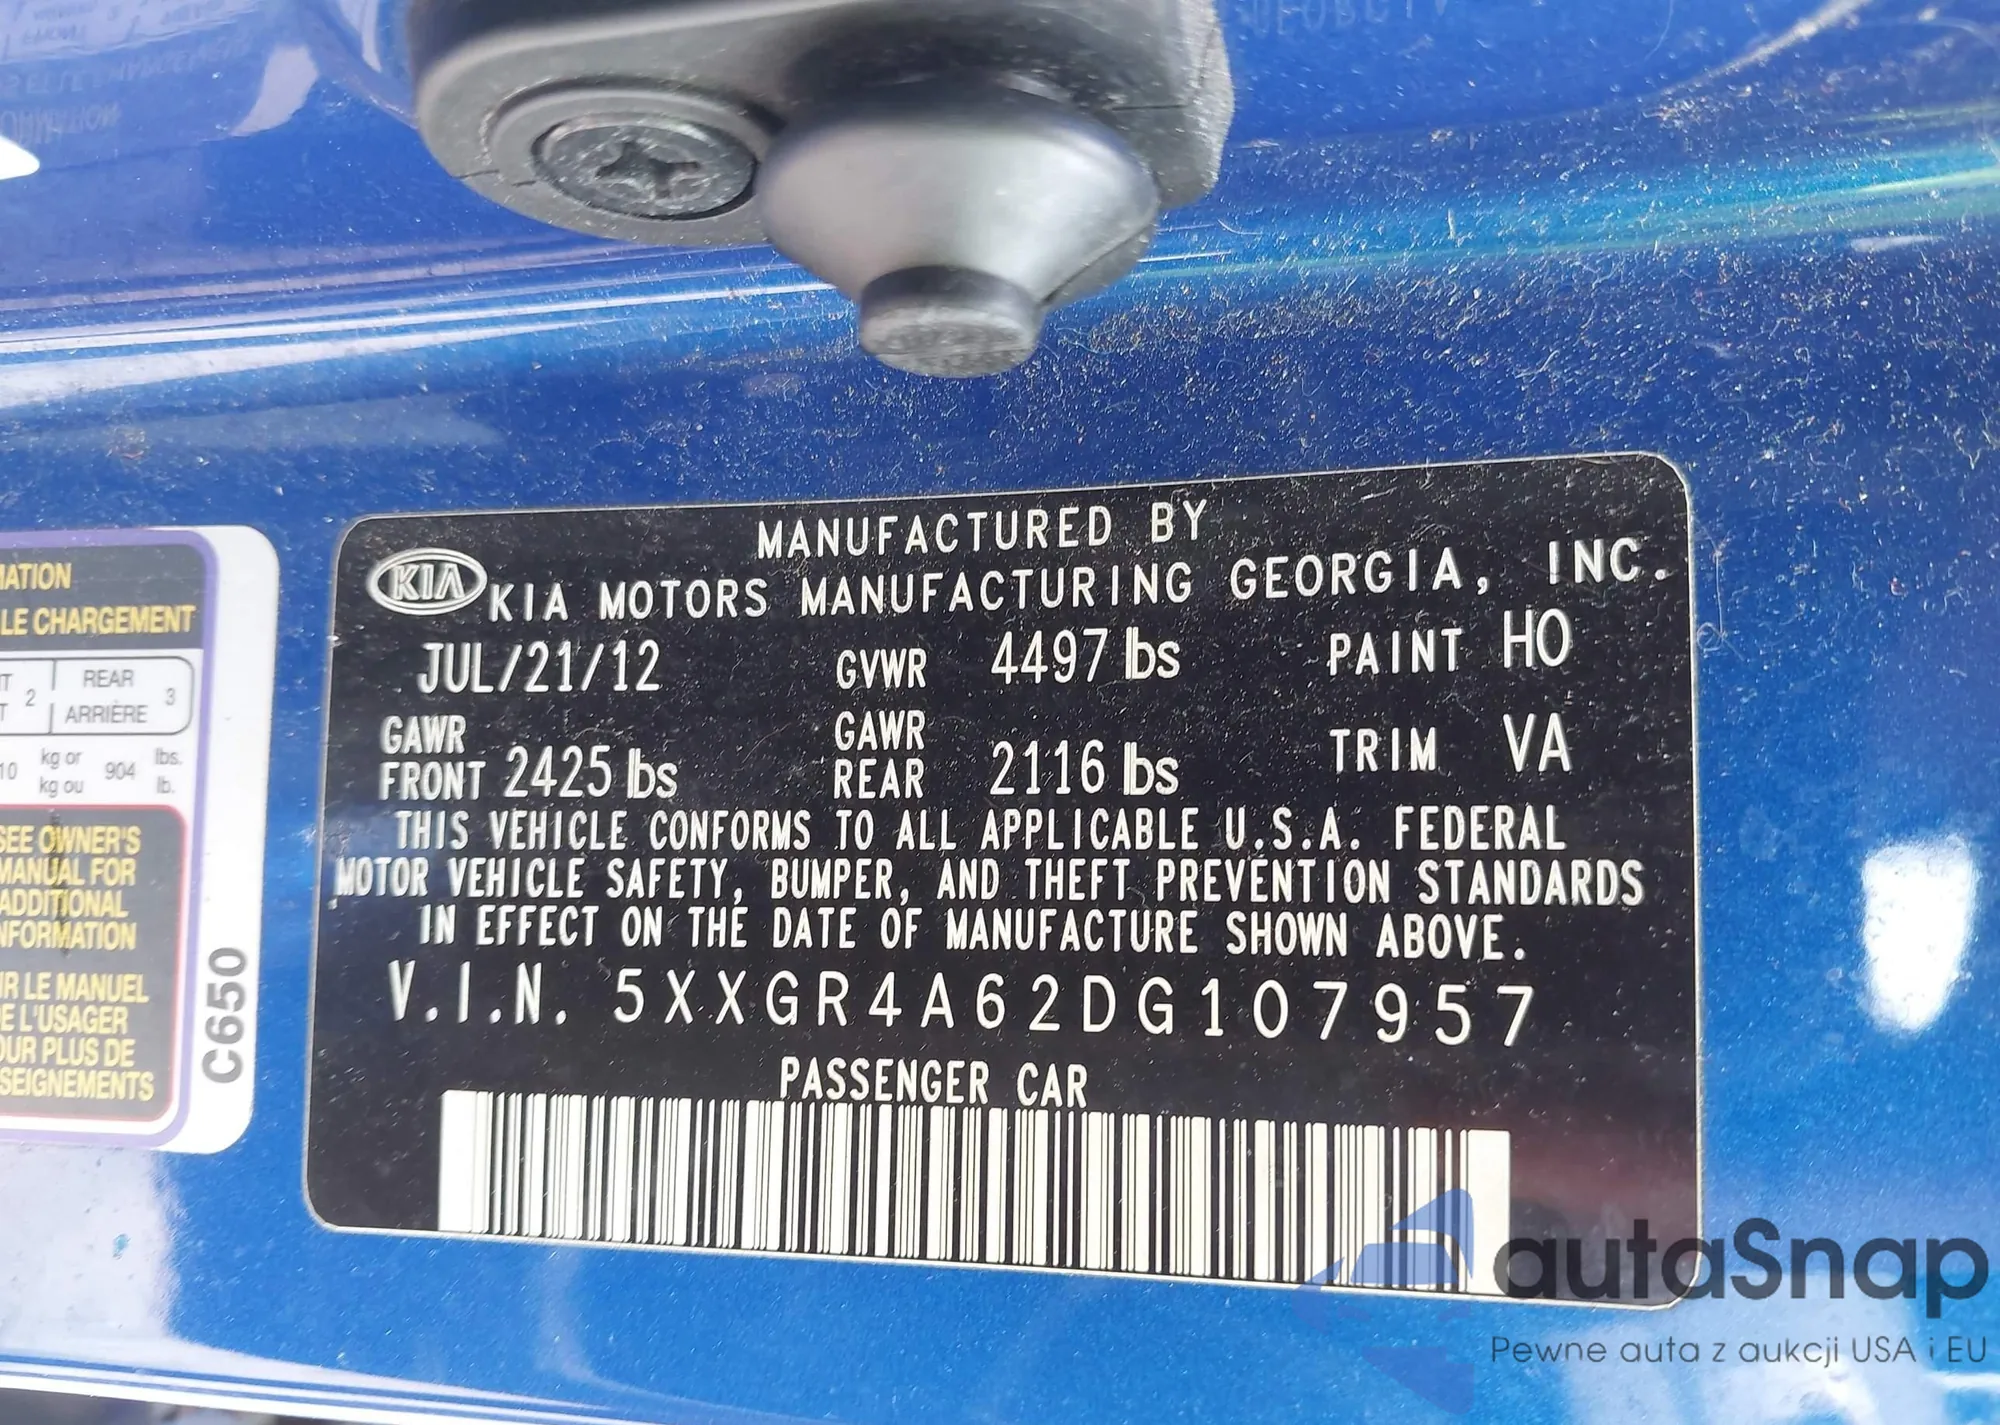 MANUFACTURED BY
KIA KIA MOTORS MANUFACTURING GEORGIA, INC.
JUL/21/12 GVWR 4497 lbs PAINT HO
GAWR FRONT 2425 lbs GAWR REAR 2116 lbs TRIM VA
THIS VEHICLE CONFORMS TO ALL APPLICABLE U.S.A. FEDERAL
MOTOR VEHICLE SAFETY, BUMPER, AND THEFT PREVENTION STANDARDS
IN EFFECT ON THE DATE OF MANUFACTURE SHOWN ABOVE.
V.I.N. 5XXGR4A62DG107957
PASSENGER CAR
LE CHARGEMENT
2 REAR 3
ARRIÈRE
kg or lbs.
904
kg ou lb.
SEE OWNER'S
MANUAL FOR
ADDITIONAL
LE MANUEL
L'USAGER
PLUS DE
C650
autaSnap
Pewne auta z aukcji USA i EU